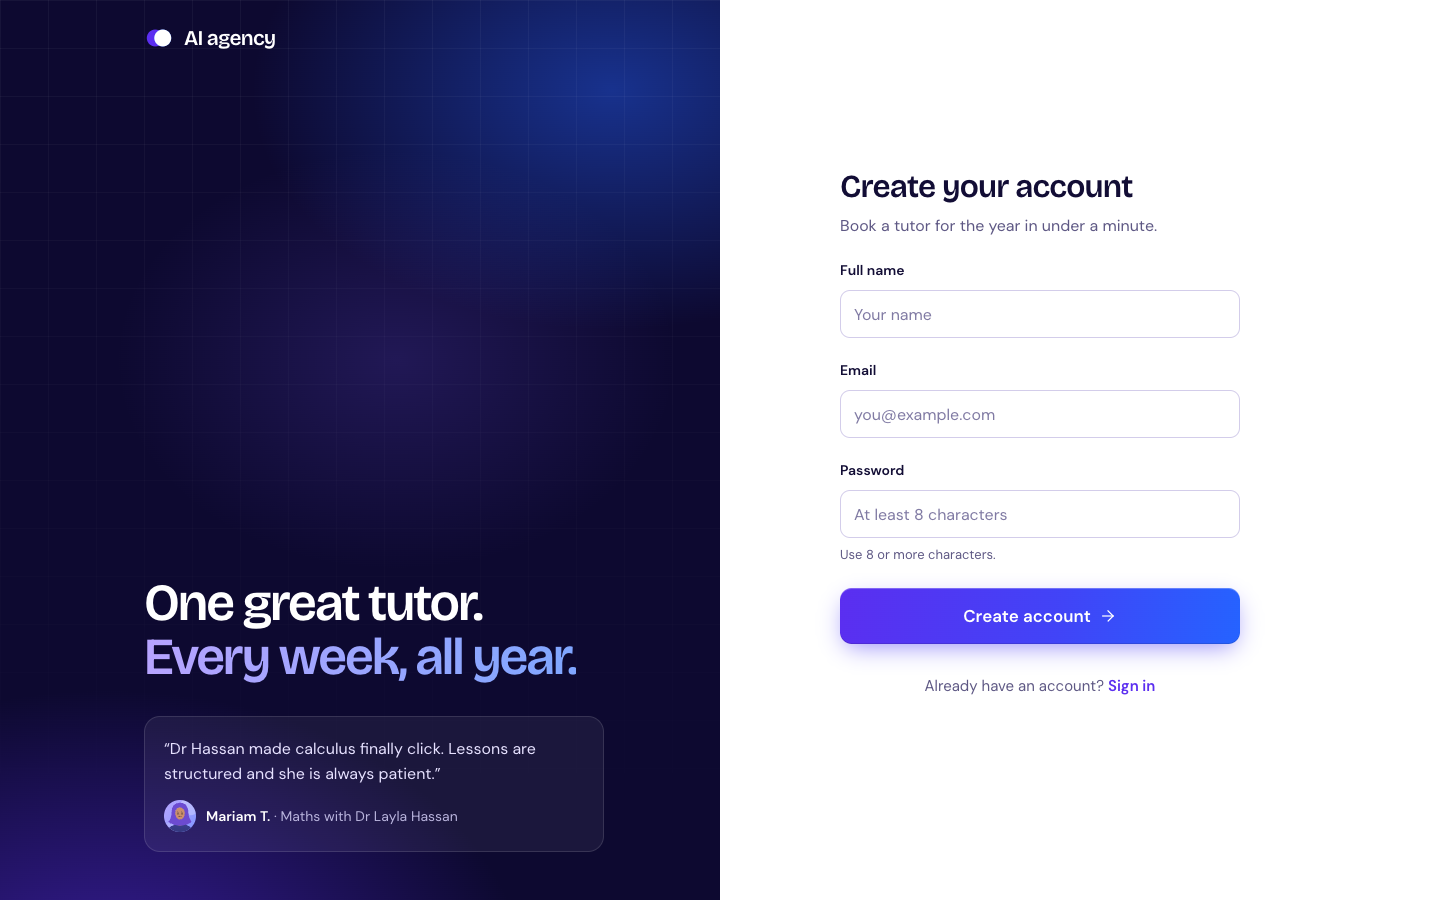 AI agency
One great tutor.
Every week, all year.
“Dr Hassan made calculus finally click. Lessons are
structured and she is always patient.”
Mariam T. · Maths with Dr Layla Hassan
Create your account
Book a tutor for the year in under a minute.
Full name
Your name
Email
you@example.com
Password
At least 8 characters
Use 8 or more characters.
Create account →
Already have an account? Sign in